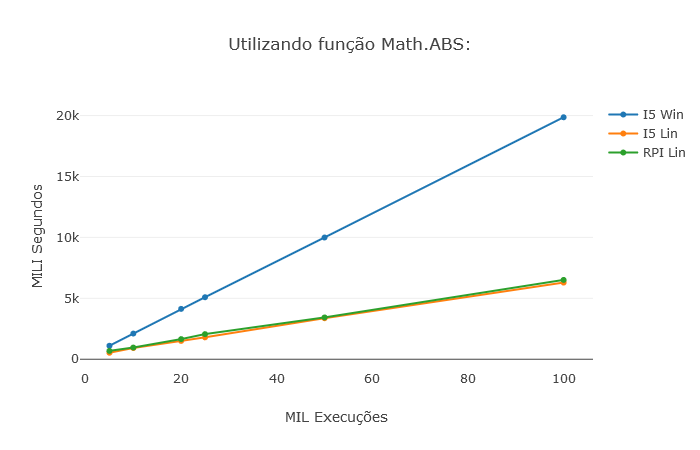 Utilizando função Math.ABS:
I5 Win
I5 Lin
RPI Lin
20k
15k
10k
5k
0
MILI Segundos
0 20 40 60 80 100
MIL Execuções